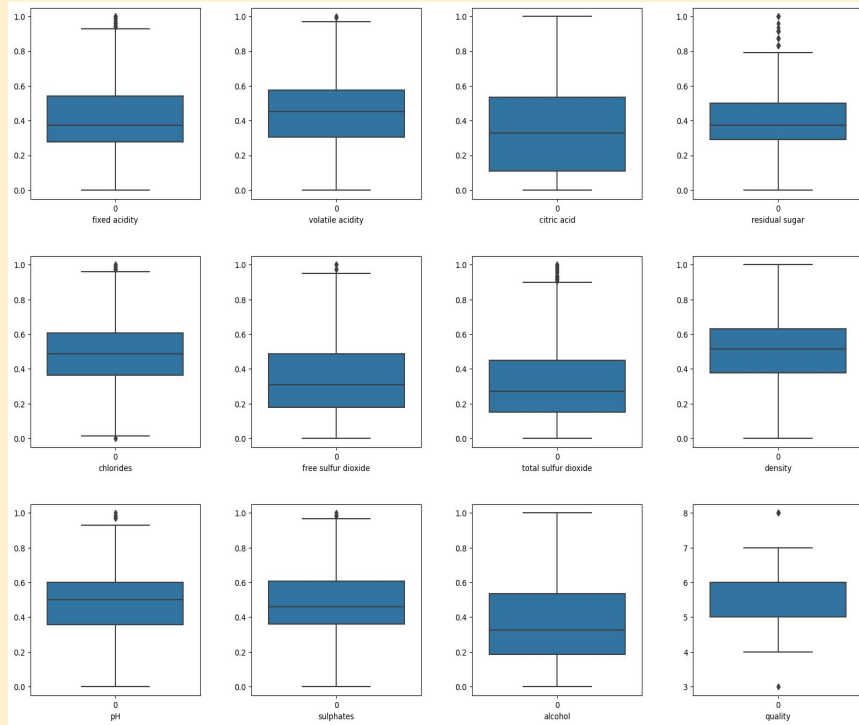 1.0 1.0 1.0 1.0
0.8 0.8 0.8 0.8
0.6 0.6 0.6 0.6
0.4 0.4 0.4 0.4
0.2 0.2 0.2 0.2
0.0 0.0 0.0 0.0
0 0 0 0
fixed acidity volatile acidity citric acid residual sugar
1.0 1.0 1.0 1.0
0.8 0.8 0.8 0.8
0.6 0.6 0.6 0.6
0.4 0.4 0.4 0.4
0.2 0.2 0.2 0.2
0.0 0.0 0.0 0.0
0 0 0 0
chlorides free sulfur dioxide total sulfur dioxide density
1.0 1.0 1.0 8
0.8 0.8 0.8 7
0.6 0.6 0.6 6
0.4 0.4 0.4 5
0.2 0.2 0.2 4
0.0 0.0 0.0 3
0 0 0 0
pH sulphates alcohol quality